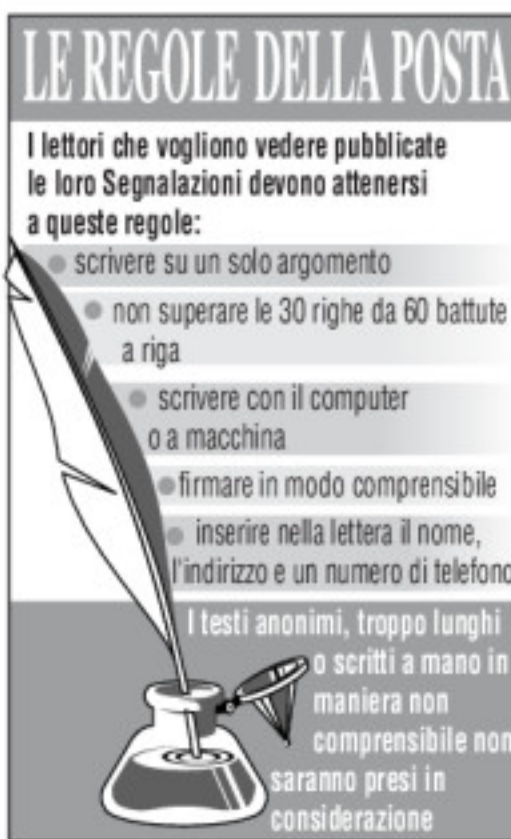 LE REGOLE DELLA POSTA
I lettori che vogliono vedere pubblicate
le loro Segnalazioni devono attenersi
a queste regole:
scrivere su un solo argomento
non superare le 30 righe da 60 battute
a riga
scrivere con il computer
o a macchina
firmare in modo comprensibile
inserire nella lettera il nome,
l'indirizzo e un numero di telefono
I testi anonimi, troppo lunghi
o scritti a mano in
maniera non
comprensibile non
saranno presi in
considerazione